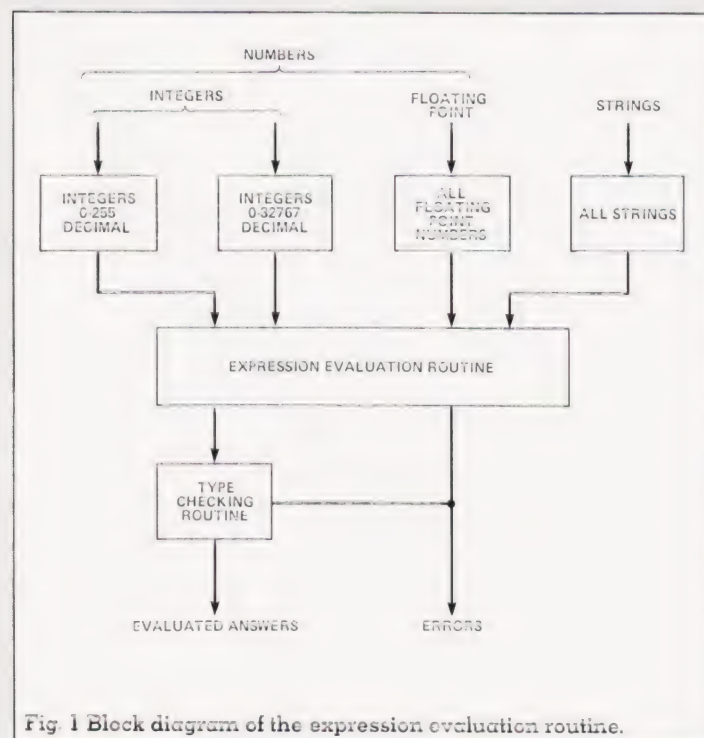 NUMBERS
INTEGERS
FLOATING
POINT
STRINGS
INTEGERS
0-255
DECIMAL
INTEGERS
0-32767
DECIMAL
ALL
FLOATING
POINT
NUMBERS
ALL STRINGS
EXPRESSION EVALUATION ROUTINE
TYPE
CHECKING
ROUTINE
EVALUATED ANSWERS
ERRORS
Fig. 1 Block diagram of the expression evaluation routine.